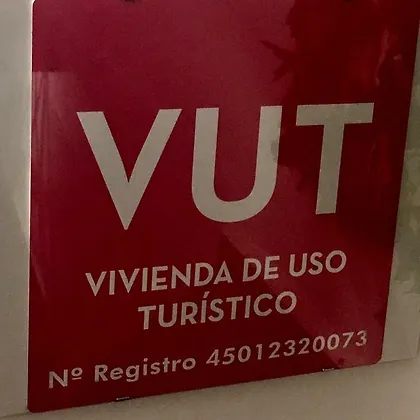 VUT
VIVIENDA DE USO
TURÍSTICO
Nº Registro 45012320073